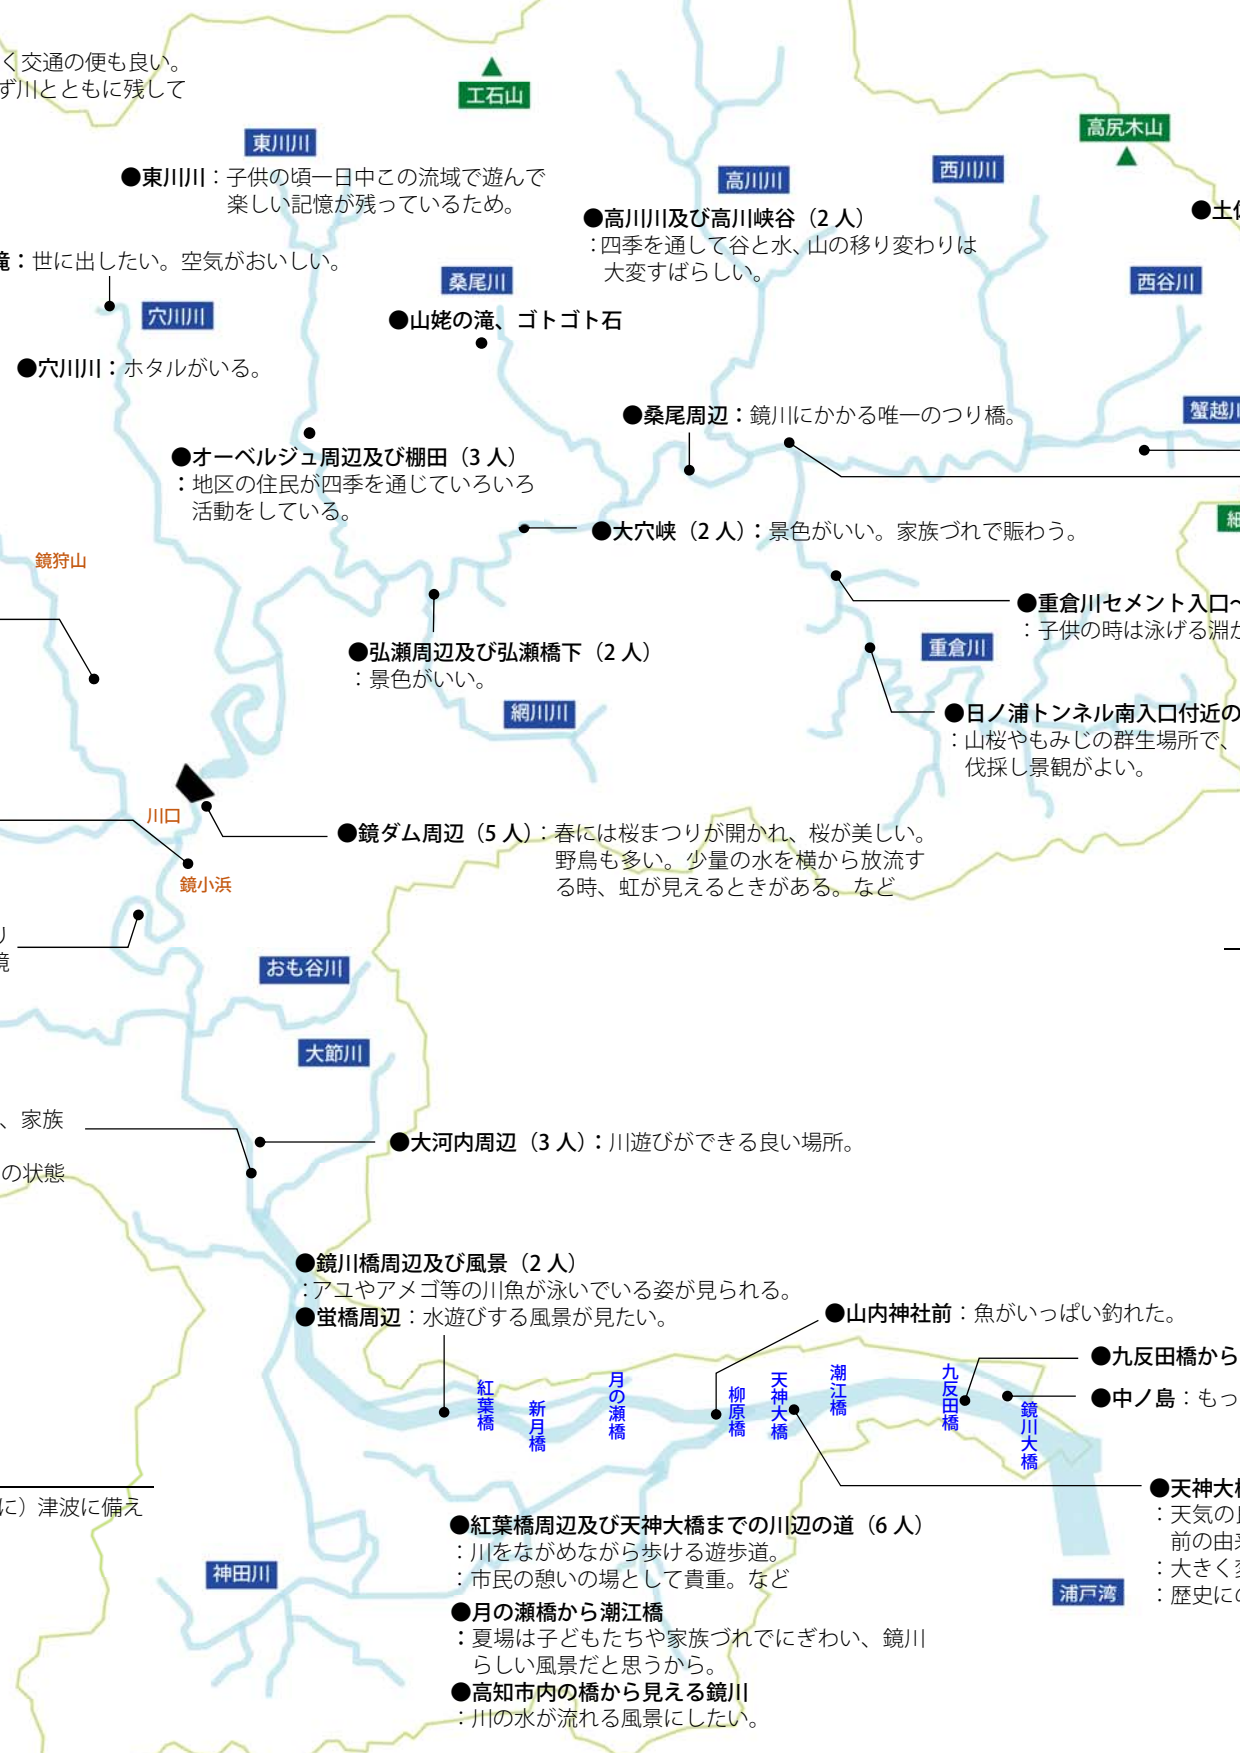 く交通の便も良い。
ず川とともに残して
工石山
東川川
●東川川：子供の頃一日中この流域で遊んで
楽しい記憶が残っているため。
高川川
西川川
高尻木山
●高川川及び高川峡谷（2 人）
：四季を通して谷と水、山の移り変わりは
大変すばらしい。
●土佐
滝：世に出したい。空気がおいしい。
穴川川
桑尾川
西谷川
●山姥の滝、ゴトゴト石
●穴川川：ホタルがいる。
●桑尾周辺：鏡川にかかる唯一のつり橋。
蟹越川
●オーベルジュ周辺及び棚田（3 人）
：地区の住民が四季を通じていろいろ
活動をしている。
●大穴峡（2 人）：景色がいい。家族づれで賑わう。
鏡狩山
●重倉川セメント入口～
：子供の時は泳げる淵が
重倉川
●弘瀬周辺及び弘瀬橋下（2 人）
：景色がいい。
網川川
●日ノ浦トンネル南入口付近の
：山桜やもみじの群生場所で、
伐採し景観がよい。
川口
●鏡ダム周辺（5 人）：春には桜まつりが開かれ、桜が美しい。
野鳥も多い。少量の水を横から放流す
る時、虹が見えるときがある。など
鏡小浜
り
鏡
おも谷川
大節川
、家族
●大河内周辺（3 人）：川遊びができる良い場所。
の状態
●鏡川橋周辺及び風景（2 人）
：アユやアメゴ等の川魚が泳いでいる姿が見られる。
●蛍橋周辺：水遊びする風景が見たい。
●山内神社前：魚がいっぱい釣れた。
●九反田橋から
●中ノ島：もっ
紅葉橋
新月橋
月の瀬橋
柳原橋
天神大橋
潮江橋
九反田橋
鏡川大橋
に）津波に備え
●天神大橋
：天気の良
前の由来
：大きく変
：歴史にの
●紅葉橋周辺及び天神大橋までの川辺の道（6 人）
：川をながめながら歩ける遊歩道。
：市民の憩いの場として貴重。など
神田川
浦戸湾
●月の瀬橋から潮江橋
：夏場は子どもたちや家族づれでにぎわい、鏡川
らしい風景だと思うから。
●高知市内の橋から見える鏡川
：川の水が流れる風景にしたい。